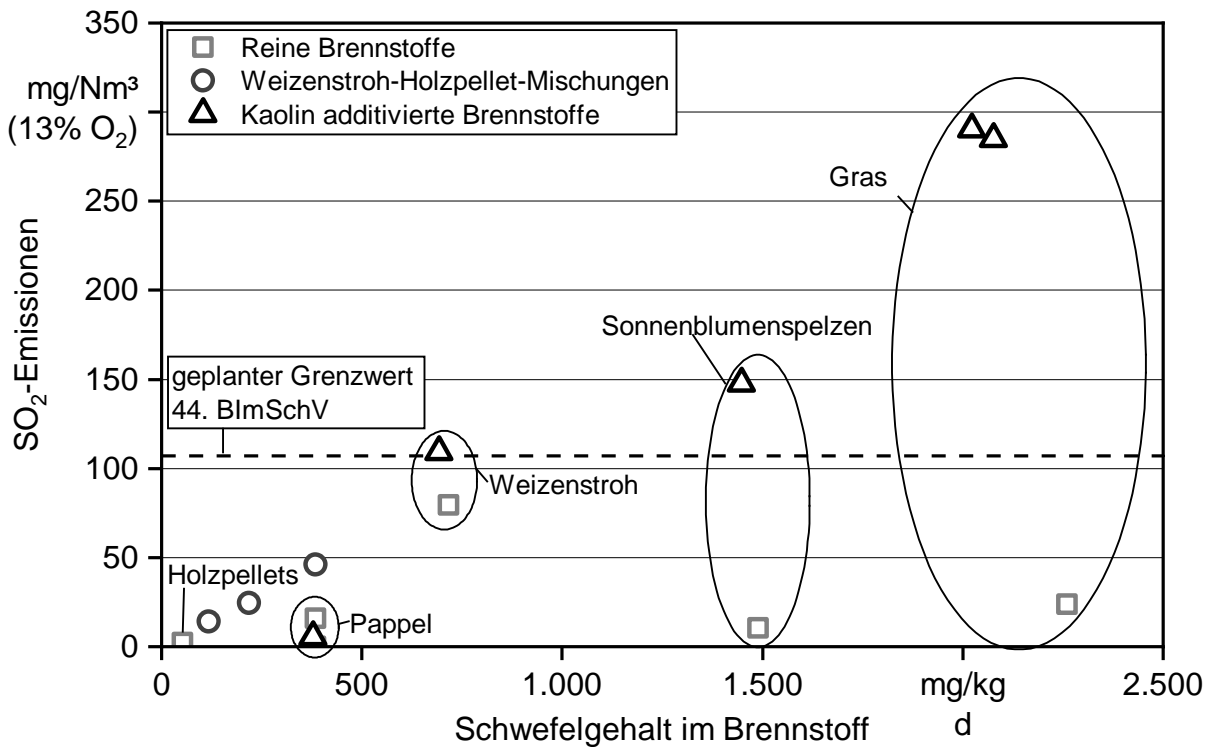 350
Reine Brennstoffe
Weizenstroh-Holzpellet-Mischungen
Kaolin additivierte Brennstoffe
mg/Nm³
(13% O₂)
Gras
250
200
Sonnenblumenspelzen
geplanter Grenzwert
44. BImSchV
150
100
Weizenstroh
50
Holzpellets
Pappel
0
SO₂-Emissionen
0
500
1.000
1.500
mg/kg
d
2.500
Schwefelgehalt im Brennstoff